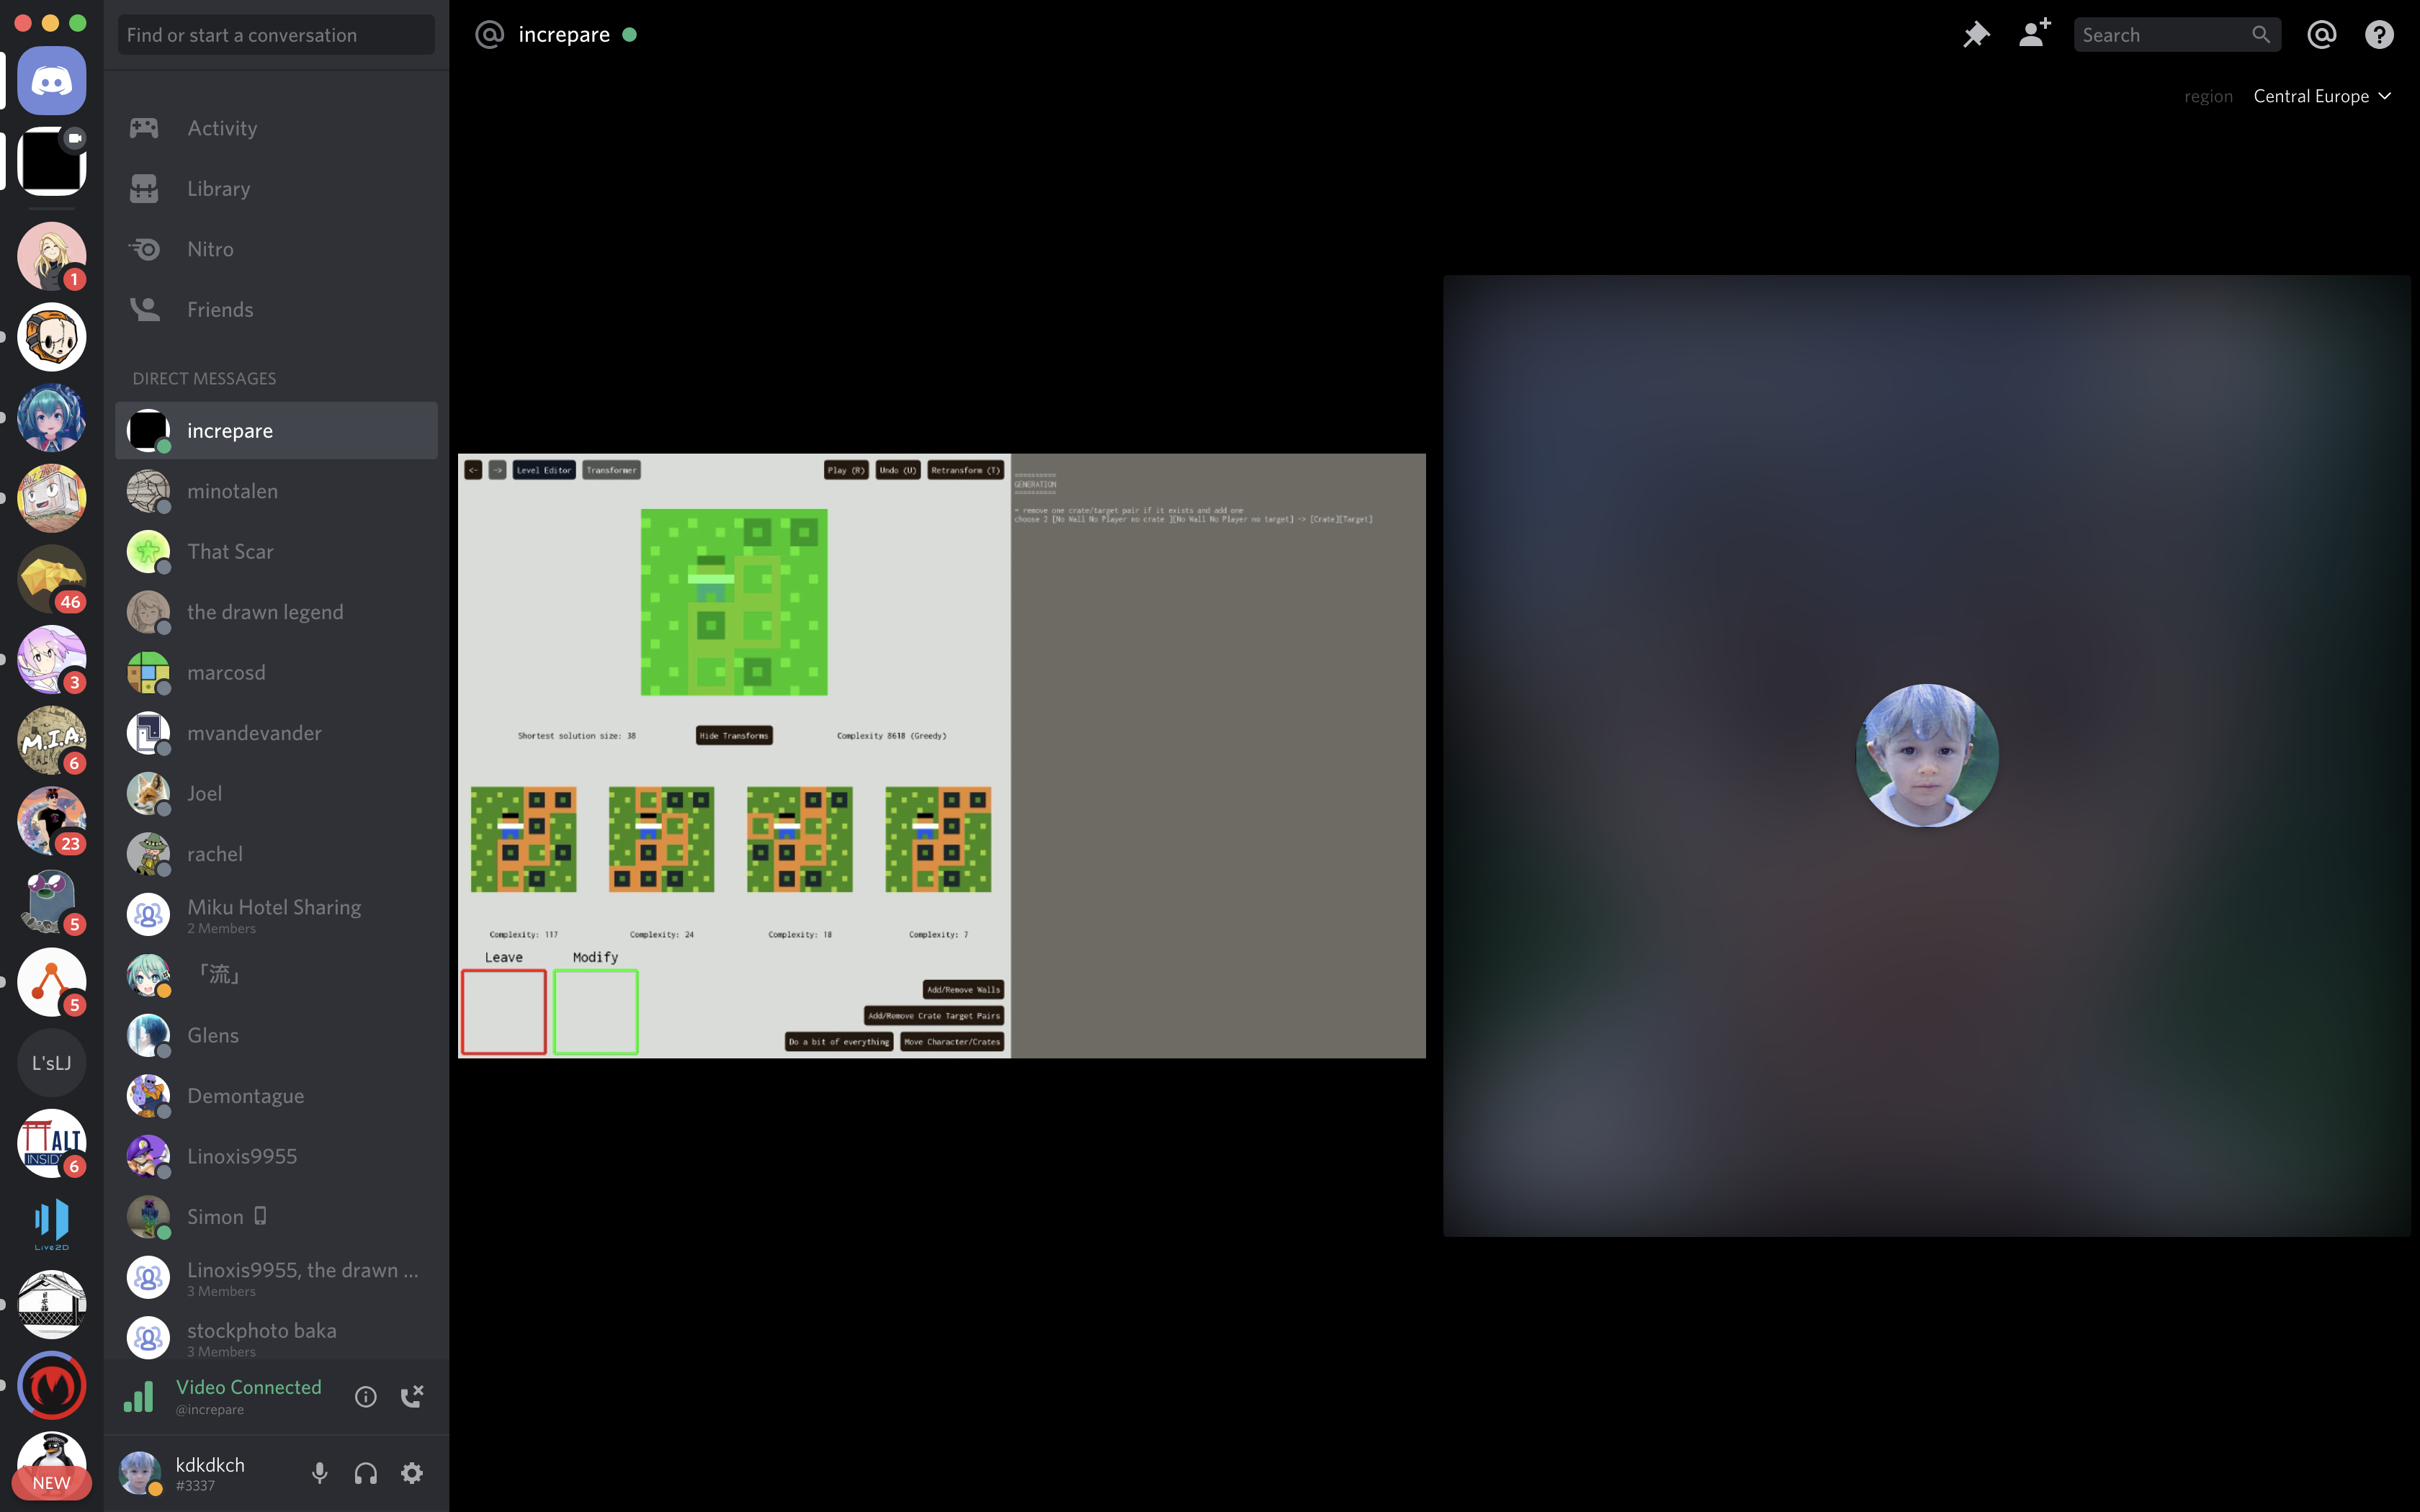 Find or start a conversation
increpare
Search
region Central Europe
Activity
Library
Nitro
Friends
DIRECT MESSAGES
increpare
minotalen
That Scar
the drawn legend
marcosd
mvandevander
Joel
rachel
Miku Hotel Sharing
2 Members
「流」
Glens
Demontague
Linoxis9955
Simon
Linoxis9955, the drawn ...
3 Members
stockphoto baka
3 Members
Video Connected
@increpare
kdkdkch
#3337
1
46
3
M.I.A.
6
23
5
5
L'sLJ
ALT
INSID
6
Live2D
NEW
<- -> Level Editor Transformer Play (R) Undo (U) Retransform (T)
Shortest solution size: 38 Hide Transforms Complexity 8618 (Greedy)
Complexity: 117 Complexity: 24 Complexity: 18 Complexity: 7
Leave Modify
Add/Remove Walls
Add/Remove Crate Target Pairs
Do a bit of everything Move Character/Crates
==========
GENERATION
==========
~ remove one crate/target pair if it exists and add one
choose 2 [No Wall No Player no crate ][No Wall No Player no target] -> [Crate][Target]